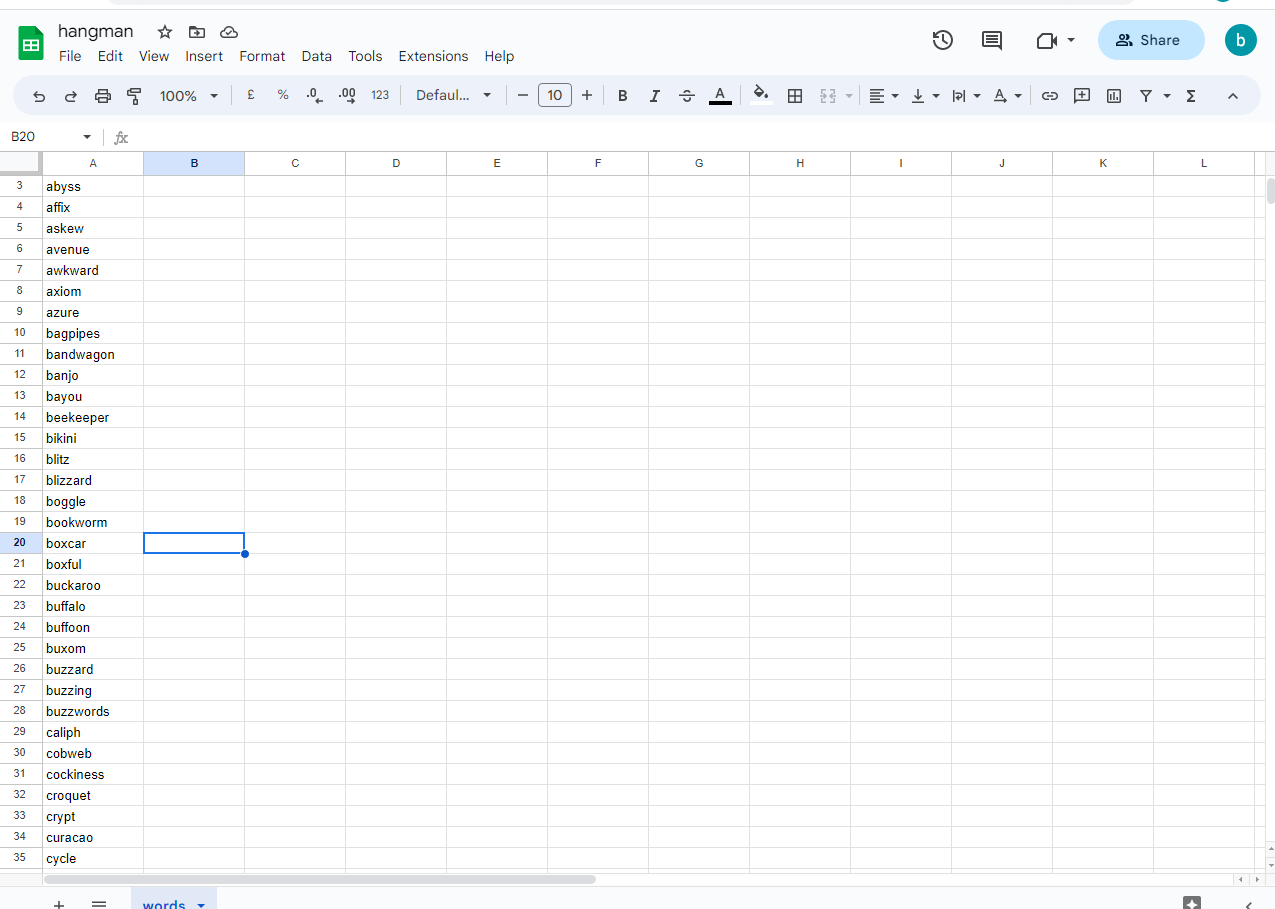 hangman
File Edit View Insert Format Data Tools Extensions Help
Share
b
100% £ % .0 .00 123 Defaul... 10 B I S A A Σ
B20 fx
A B C D E F G H I J K L
3 abyss
4 affix
5 askew
6 avenue
7 awkward
8 axiom
9 azure
10 bagpipes
11 bandwagon
12 banjo
13 bayou
14 beekeeper
15 bikini
16 blitz
17 blizzard
18 boggle
19 bookworm
20 boxcar
21 boxful
22 buckaroo
23 buffalo
24 buffoon
25 buxom
26 buzzard
27 buzzing
28 buzzwords
29 caliph
30 cobweb
31 cockiness
32 croquet
33 crypt
34 curacao
35 cycle
words